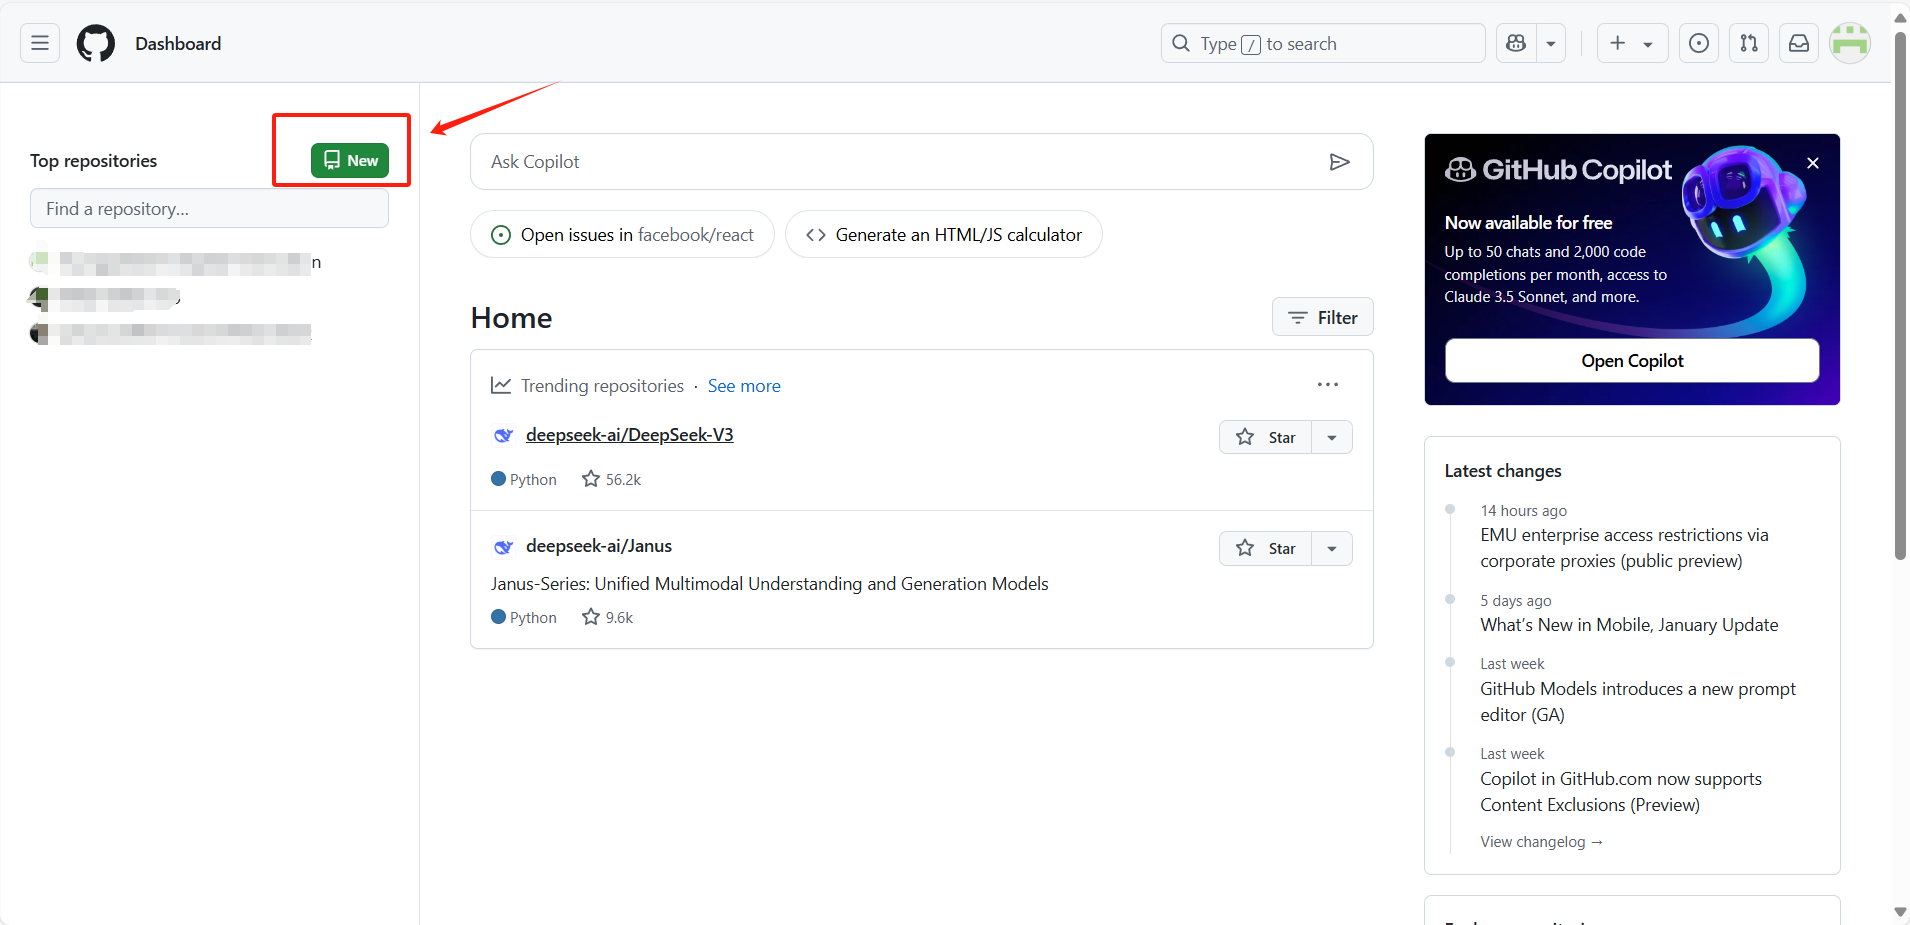 Dashboard
Type / to search
Top repositories
New
Find a repository...
n
Ask Copilot
Open issues in facebook/react
Generate an HTML/JS calculator
Home
Filter
Trending repositories · See more
deepseek-ai/DeepSeek-V3
Star
Python 56.2k
deepseek-ai/Janus
Star
Janus-Series: Unified Multimodal Understanding and Generation Models
Python 9.6k
GitHub Copilot
Now available for free
Up to 50 chats and 2,000 code
completions per month, access to
Claude 3.5 Sonnet, and more.
Open Copilot
Latest changes
14 hours ago
EMU enterprise access restrictions via
corporate proxies (public preview)
5 days ago
What's New in Mobile, January Update
Last week
GitHub Models introduces a new prompt
editor (GA)
Last week
Copilot in GitHub.com now supports
Content Exclusions (Preview)
View changelog →